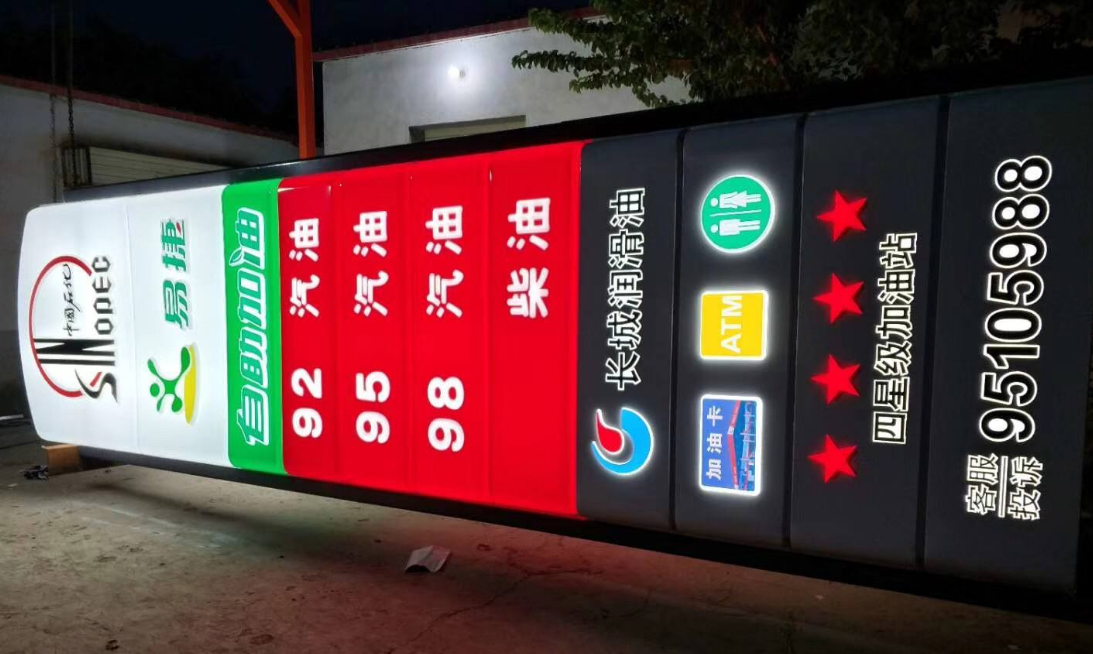 中国石化
SINOPEC
易捷
自助加油
92 汽油
95 汽油
98 汽油
柴油
长城润滑油
ATM
加油卡
四星级加油站
客服
投诉
95105988